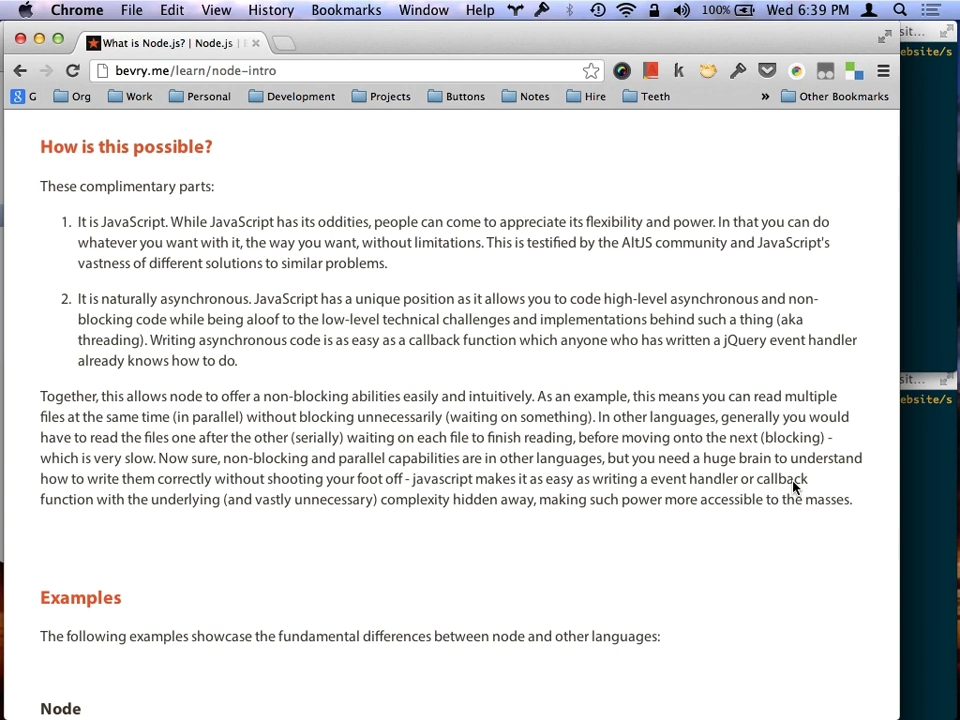 Chrome File Edit View History Bookmarks Window Help 100% Wed 6:39 PM
What is Node.js? | Node.js |
sit...
bevry.me/learn/node-intro
ebsite/s
G Org Work Personal Development Projects Buttons Notes Hire Teeth » Other Bookmarks
How is this possible?
These complimentary parts:
1. It is JavaScript. While JavaScript has its oddities, people can come to appreciate its flexibility and power. In that you can do
whatever you want with it, the way you want, without limitations. This is testified by the AltJS community and JavaScript's
vastness of different solutions to similar problems.
2. It is naturally asynchronous. JavaScript has a unique position as it allows you to code high-level asynchronous and non-
blocking code while being aloof to the low-level technical challenges and implementations behind such a thing (aka
threading). Writing asynchronous code is as easy as a callback function which anyone who has written a jQuery event handler
already knows how to do.
sit...
Together, this allows node to offer a non-blocking abilities easily and intuitively. As an example, this means you can read multiple
ebsite/s
files at the same time (in parallel) without blocking unnecessarily (waiting on something). In other languages, generally you would
have to read the files one after the other (serially) waiting on each file to finish reading, before moving onto the next (blocking) -
which is very slow. Now sure, non-blocking and parallel capabilities are in other languages, but you need a huge brain to understand
how to write them correctly without shooting your foot off - javascript makes it as easy as writing a event handler or callback
function with the underlying (and vastly unnecessary) complexity hidden away, making such power more accessible to the masses.
Examples
The following examples showcase the fundamental differences between node and other languages:
Node